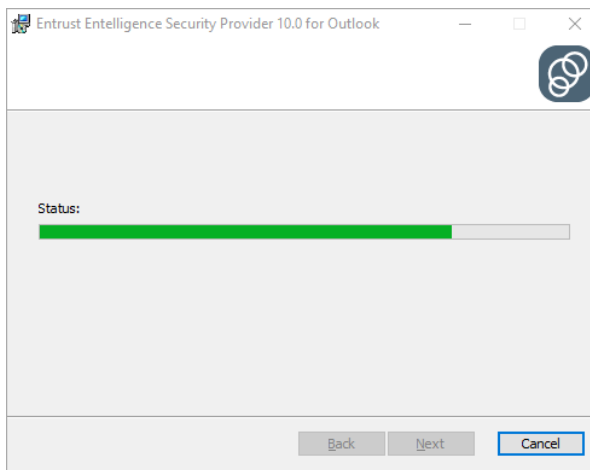 Entrust Entelligence Security Provider 10.0 for Outlook
Status:
Back Next Cancel